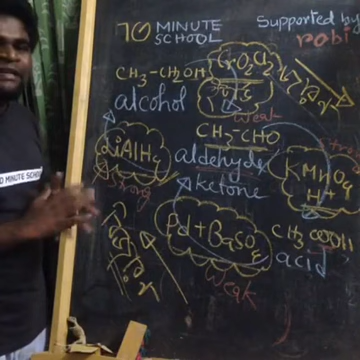 10 MINUTE
SCHOOL
Supported by
robi
CH₃-CH₂OH
CrO₂Cl₂
alcohol
Weak
CH₃-CHO
LiAlH₄
Strong
aldehyde
ketone
KMnO₄
H⁺
MINUTE SCHOOL
Pd+BaSO₄
Weak
CH₃COOH
acid